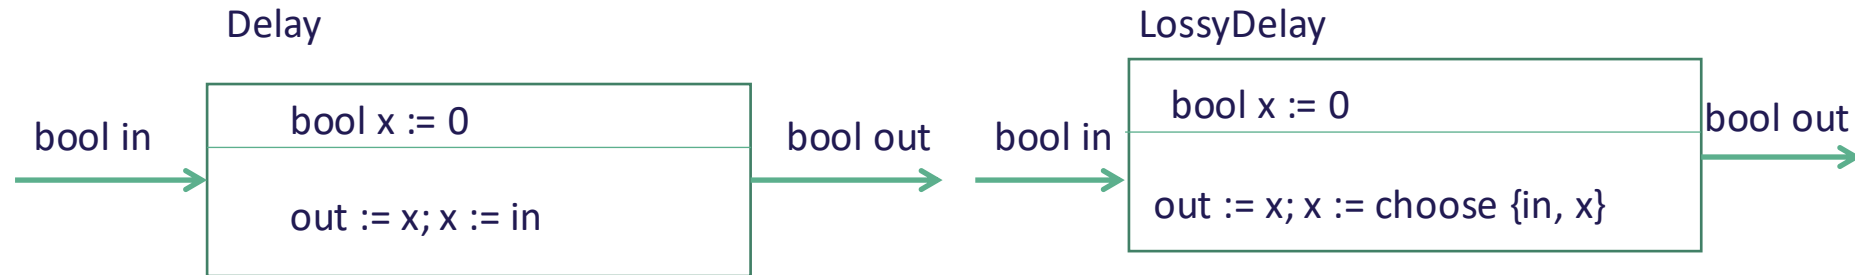 Delay
bool in
bool x := 0
out := x; x := in
bool out
LossyDelay
bool in
bool x := 0
out := x; x := choose {in, x}
bool out